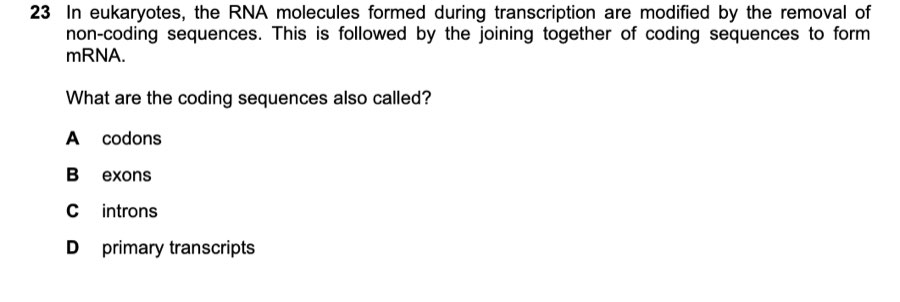 23 In eukaryotes, the RNA molecules formed during transcription are modified by the removal of
non-coding sequences. This is followed by the joining together of coding sequences to form
mRNA.
What are the coding sequences also called?
A codons
B exons
C introns
D primary transcripts